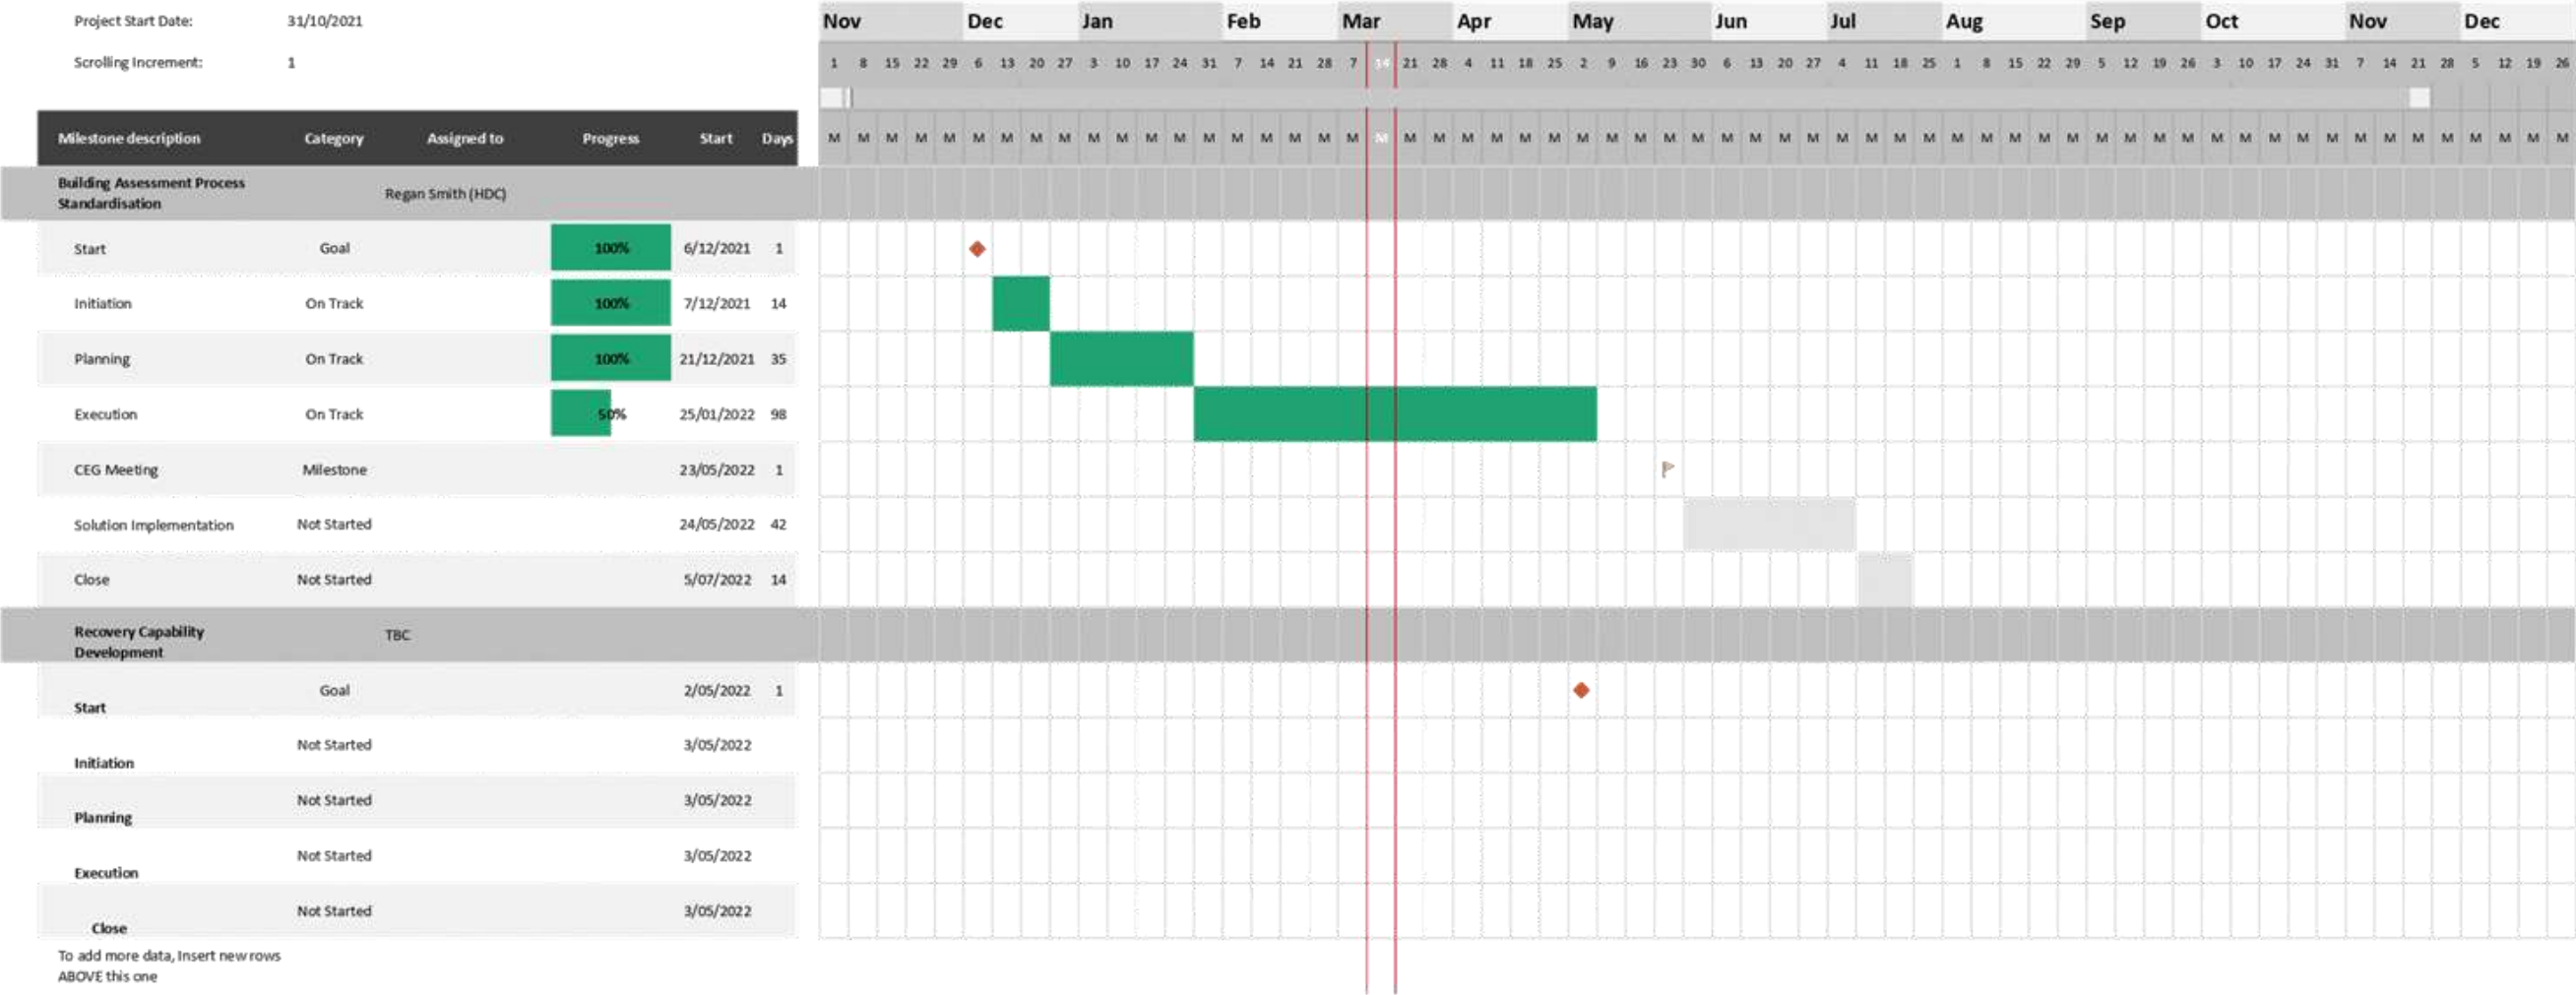 Project Start Date: 31/10/2021
Nov Dec Jan Feb Mar Apr May Jun Jul Aug Sep Oct Nov Dec
Scrolling Increment: 1
1 8 15 22 29 6 13 20 27 3 10 17 24 31 7 14 21 28 7 14 21 28 4 11 18 25 2 9 16 23 30 6 13 20 27 4 11 18 25 1 8 15 22 29 5 12 19 26 3 10 17 24 31 7 14 21 28 5 12 19 26
Milestone description Category Assigned to Progress Start Days
M M M M M M M M M M M M M M M M M M M M M M M M M M M M M M M M M M M M M M M M M M M M M M M M M M M M M M M M M M M M M
Building Assessment Process
Standardisation
Regan Smith (HDC)
Start Goal 100% 6/12/2021 1
Initiation On Track 100% 7/12/2021 14
Planning On Track 100% 21/12/2021 35
Execution On Track 50% 25/01/2022 98
CEG Meeting Milestone 23/05/2022 1
Solution Implementation Not Started 24/05/2022 42
Close Not Started 5/07/2022 14
Recovery Capability
Development
TBC
Start Goal 2/05/2022 1
Initiation Not Started 3/05/2022
Planning Not Started 3/05/2022
Execution Not Started 3/05/2022
Close Not Started 3/05/2022
To add more data, Insert new rows
ABOVE this one